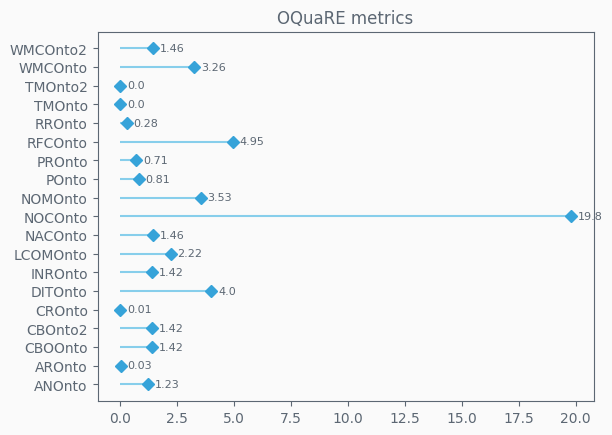 OQuaRE metrics
WMCOnto2 1.46
WMCOnto 3.26
TMOnto2 0.0
TMOnto 0.0
RROnto 0.28
RFCOnto 4.95
PROnto 0.71
POnto 0.81
NOMOnto 3.53
NOCOnto 19.8
NACOnto 1.46
LCOMOnto 2.22
INROnto 1.42
DITOnto 4.0
CROnto 0.01
CBOnto2 1.42
CBOOnto 1.42
AROnto 0.03
ANOnto 1.23
0.0 2.5 5.0 7.5 10.0 12.5 15.0 17.5 20.0